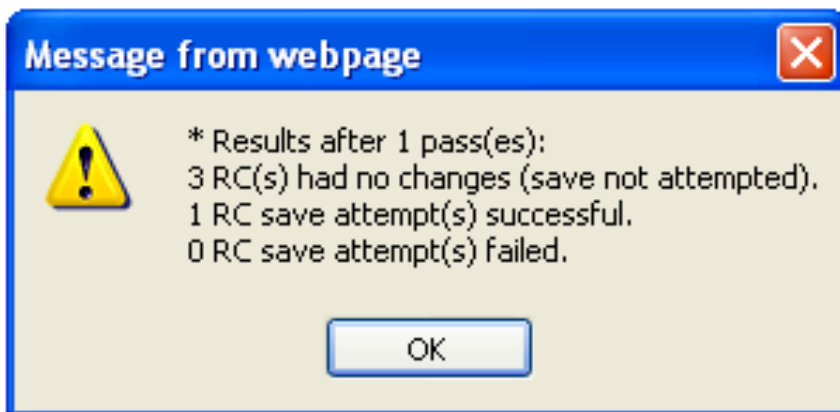 Message from webpage
* Results after 1 pass(es):
3 RC(s) had no changes (save not attempted).
1 RC save attempt(s) successful.
0 RC save attempt(s) failed.
OK